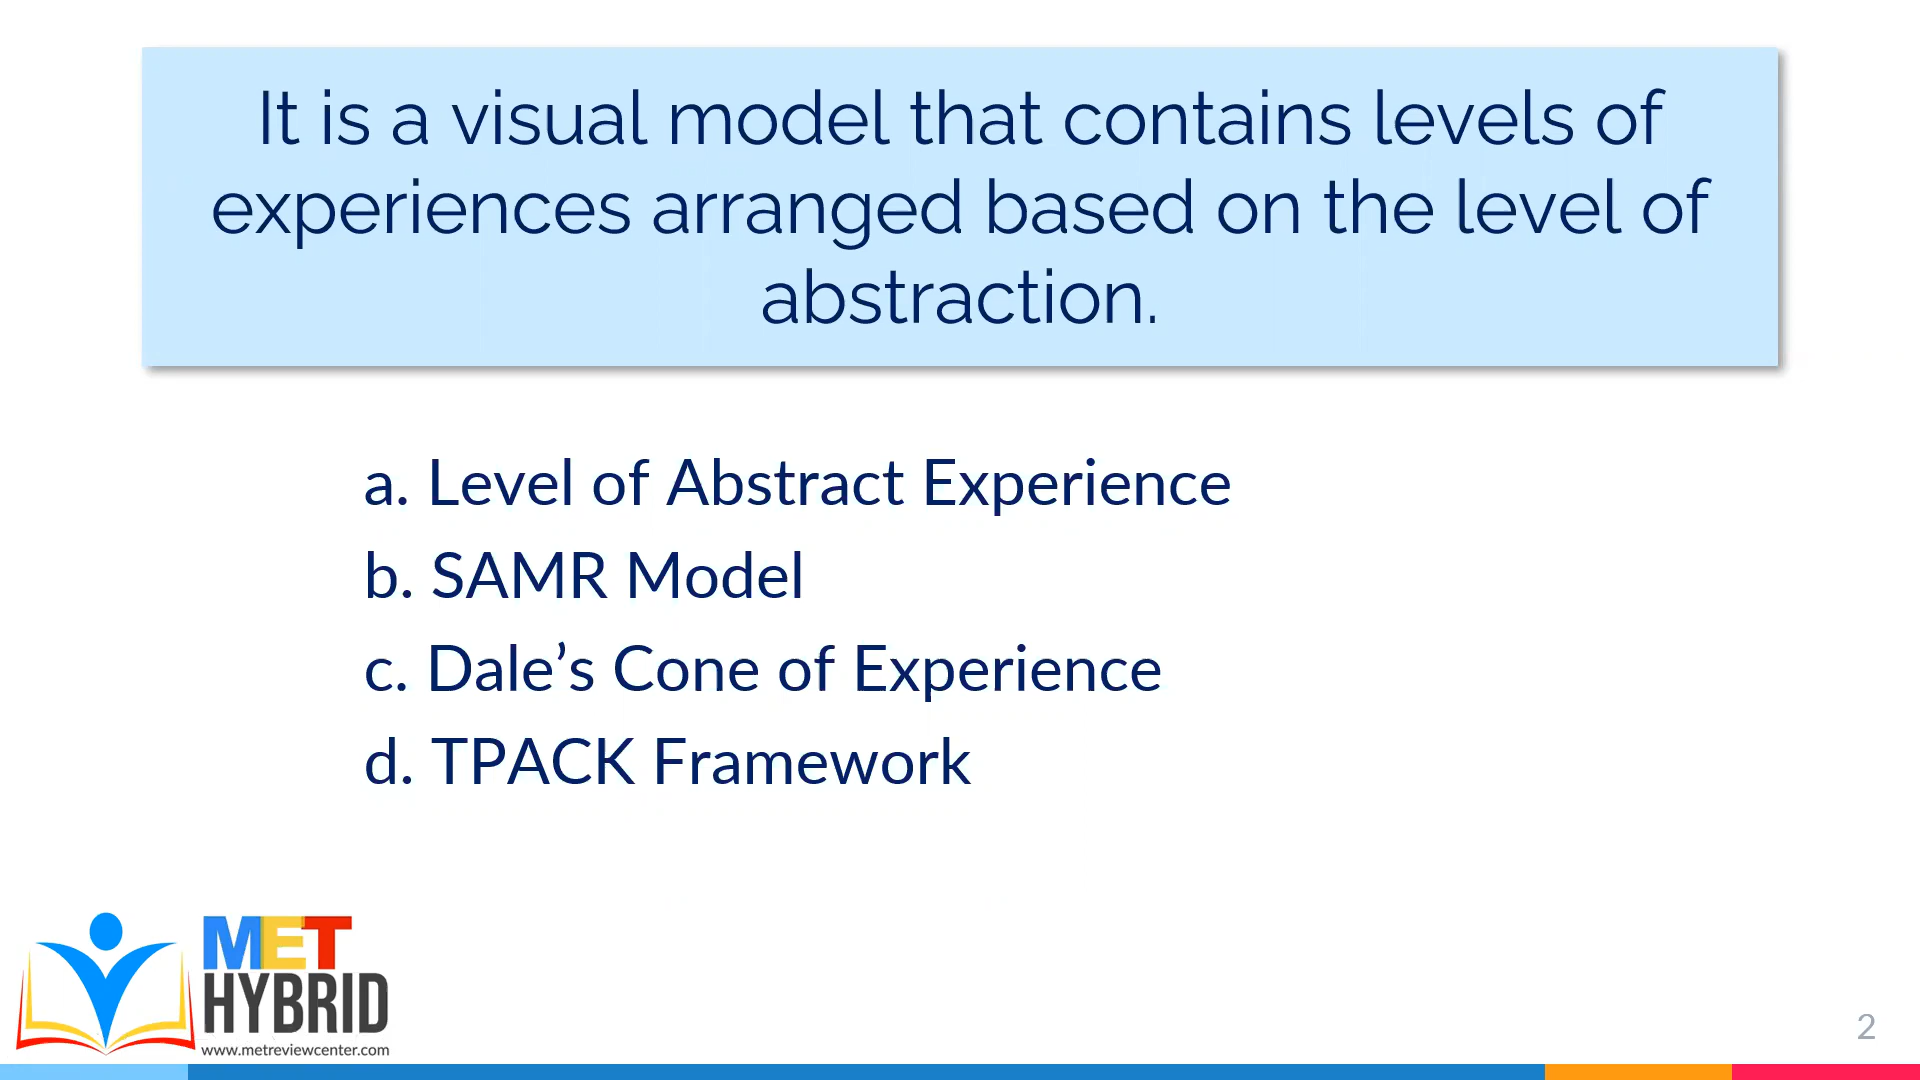 It is a visual model that contains levels of
experiences arranged based on the level of
abstraction.
a. Level of Abstract Experience
b. SAMR Model
c. Dale’s Cone of Experience
d. TPACK Framework
MET
HYBRID
www.metreviewcenter.com
2